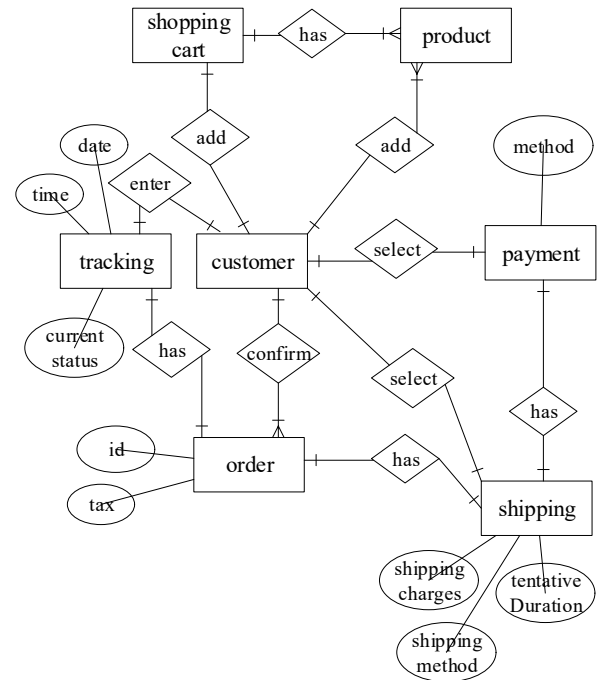 shopping
cart
has
product
add
add
date
time
enter
method
tracking
customer
select
payment
current
status
has
confirm
select
has
id
tax
order
has
shipping
shipping
charges
tentative
Duration
shipping
method